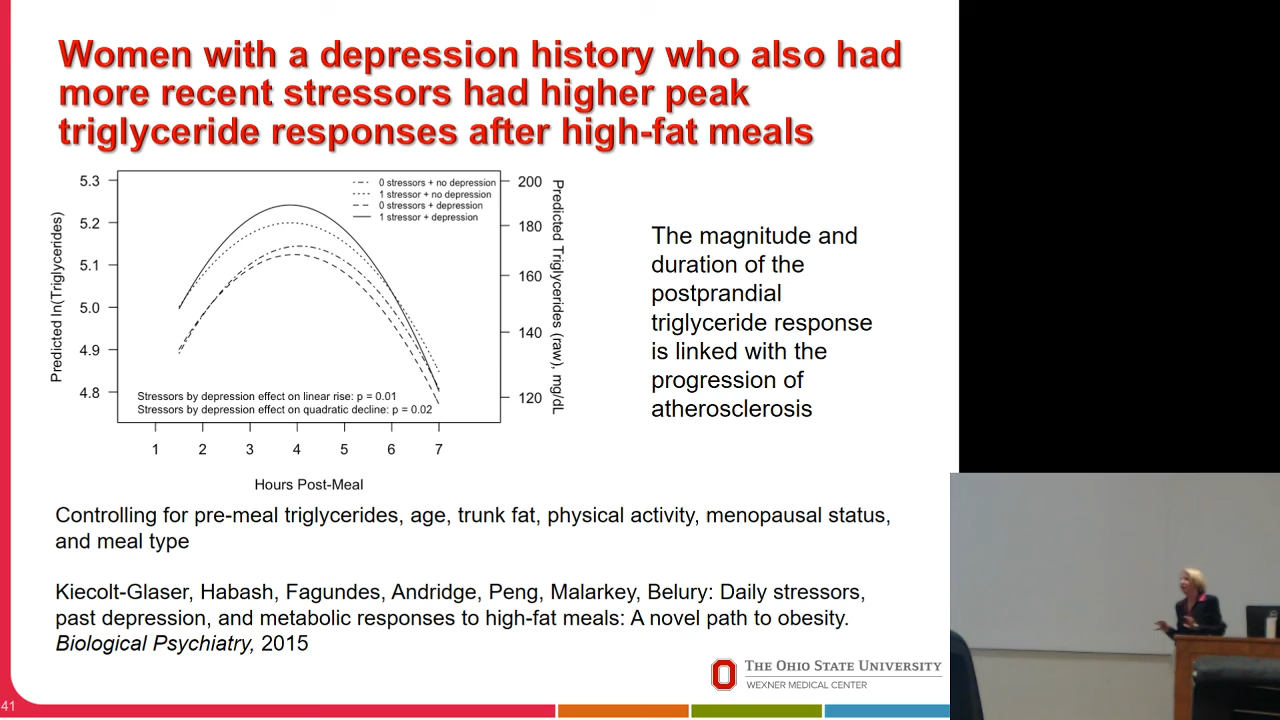 Women with a depression history who also had
more recent stressors had higher peak
triglyceride responses after high-fat meals
5.3
5.2
5.1
5.0
4.9
4.8
Predicted ln(Triglycerides)
0 stressors + no depression
1 stressor + no depression
0 stressors + depression
1 stressor + depression
Stressors by depression effect on linear rise: p = 0.01
Stressors by depression effect on quadratic decline: p = 0.02
200
180
160
140
120
Predicted Triglycerides (raw), mg/dL
1 2 3 4 5 6 7
Hours Post-Meal
The magnitude and
duration of the
postprandial
triglyceride response
is linked with the
progression of
atherosclerosis
Controlling for pre-meal triglycerides, age, trunk fat, physical activity, menopausal status,
and meal type
Kiecolt-Glaser, Habash, Fagundes, Andridge, Peng, Malarkey, Belury: Daily stressors,
past depression, and metabolic responses to high-fat meals: A novel path to obesity.
Biological Psychiatry, 2015
THE OHIO STATE UNIVERSITY
WEXNER MEDICAL CENTER
41